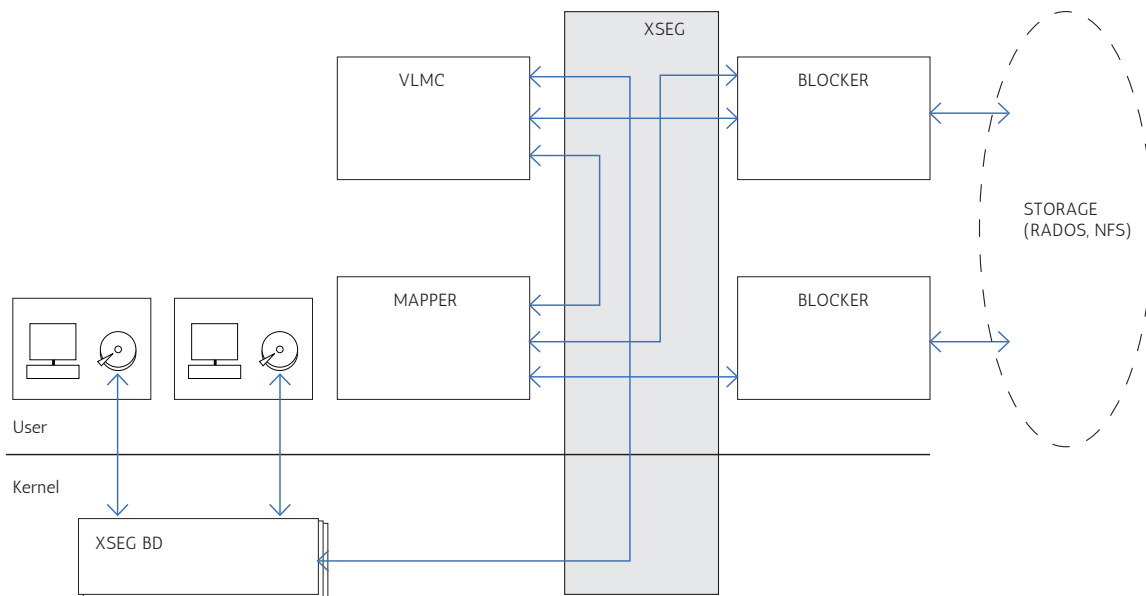 XSEG
VLMC
BLOCKER
STORAGE
(RADOS, NFS)
MAPPER
BLOCKER
User
Kernel
XSEG BD